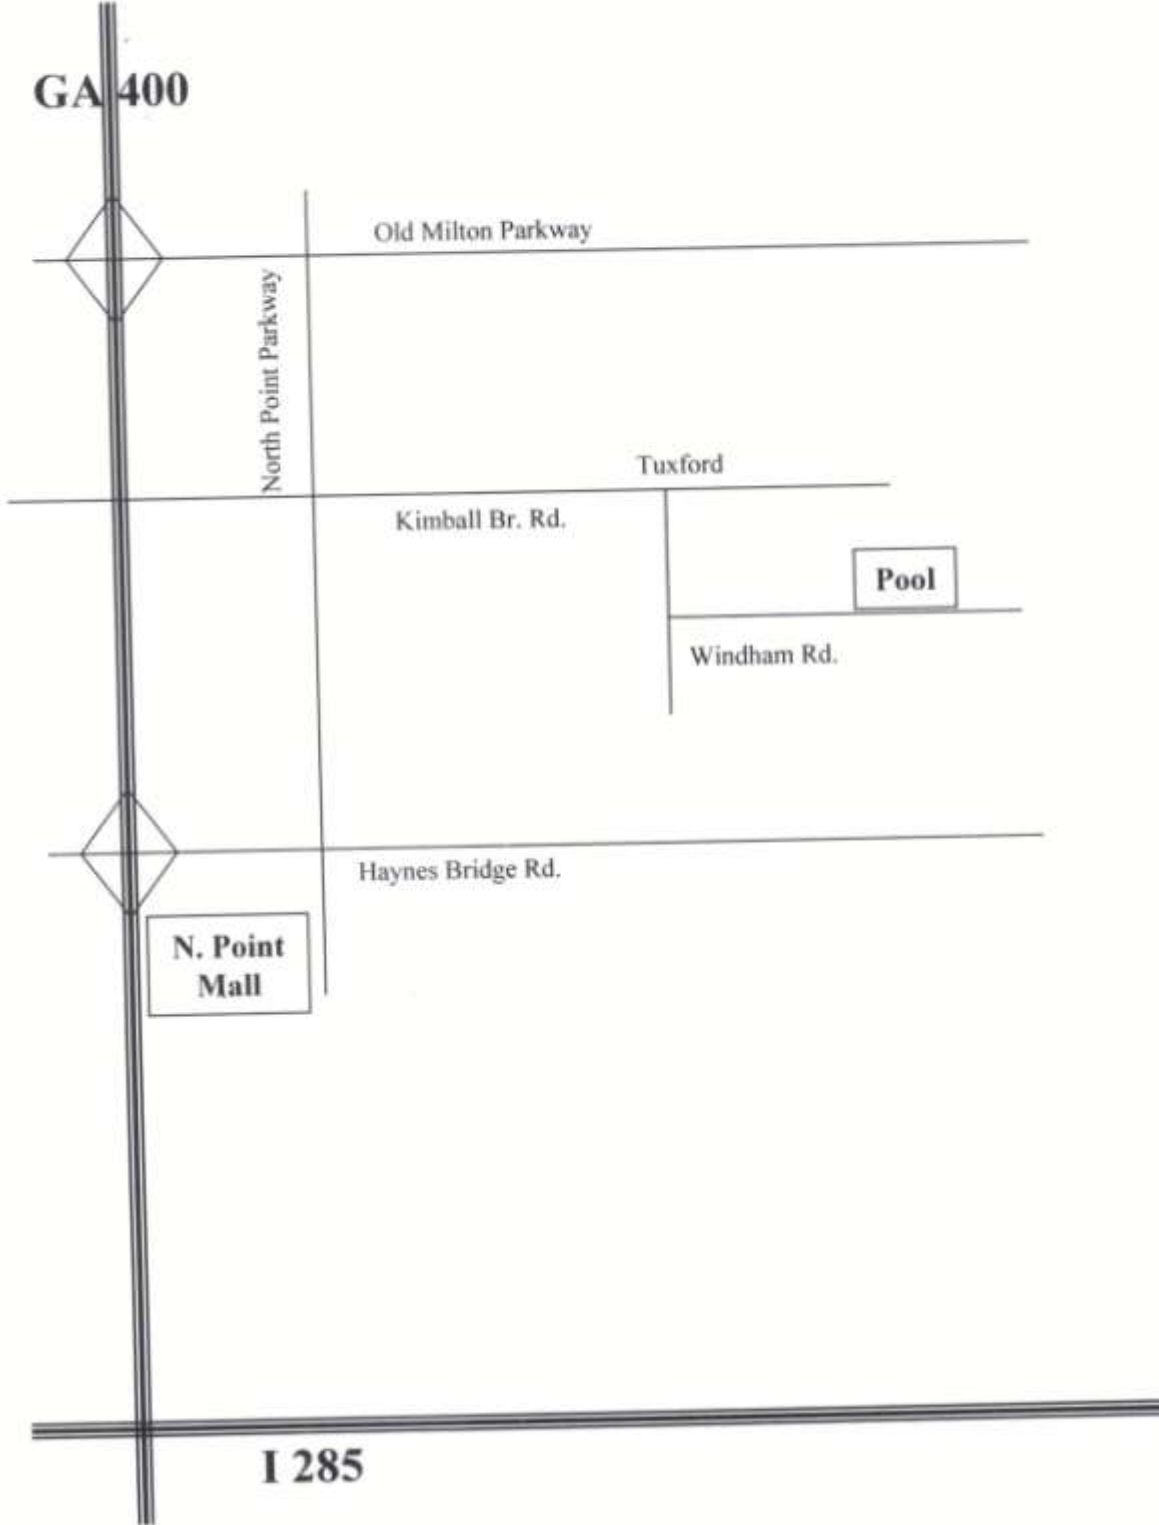 GA 400
Old Milton Parkway
North Point Parkway
Tuxford
Kimball Br. Rd.
Pool
Windham Rd.
Haynes Bridge Rd.
N. Point
Mall
I 285